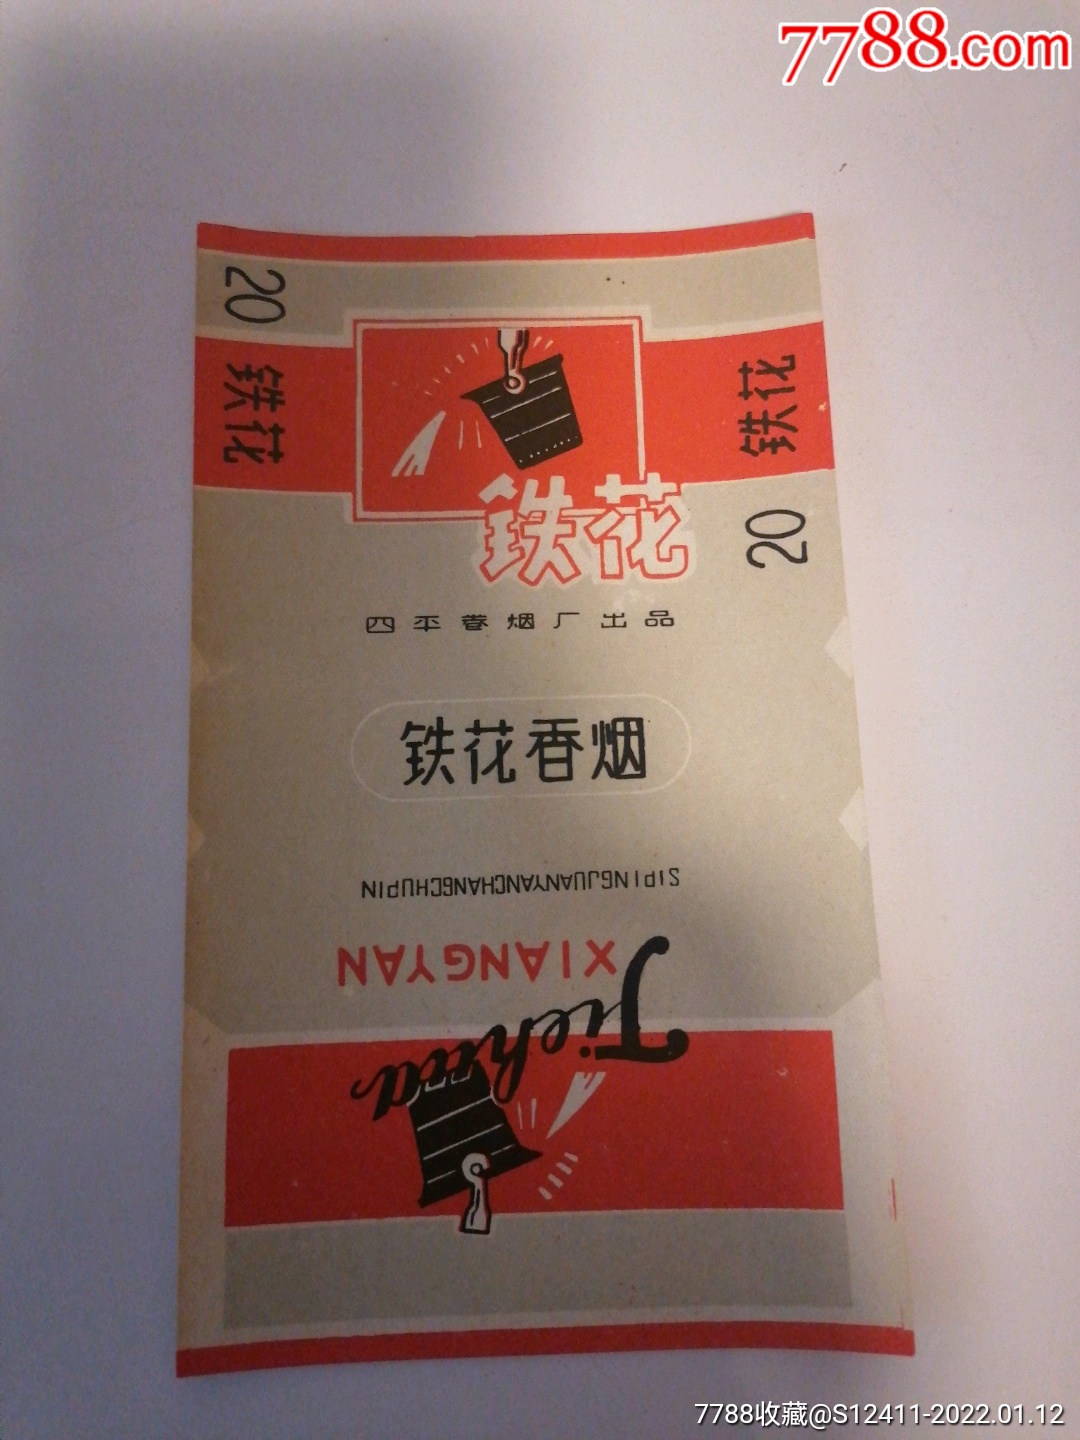 7788.com
20
铁花
铁花
20
铁花
四平卷烟厂出品
铁花香烟
SIPINGJUANYANCHANGCHUPIN
XIANGYAN
Tiehua
7788收藏@S12411-2022.01.12